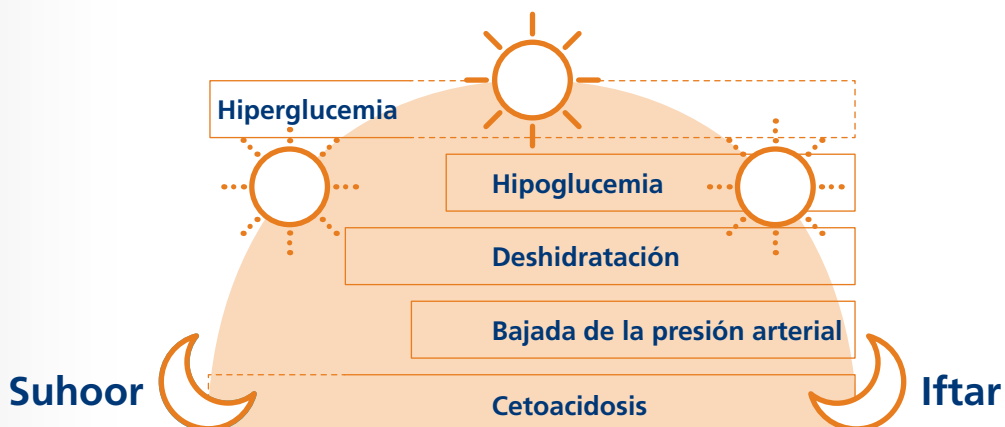 Hiperglucemia
Hipoglucemia
Deshidratación
Bajada de la presión arterial
Suhoor
Iftar
Cetoacidosis